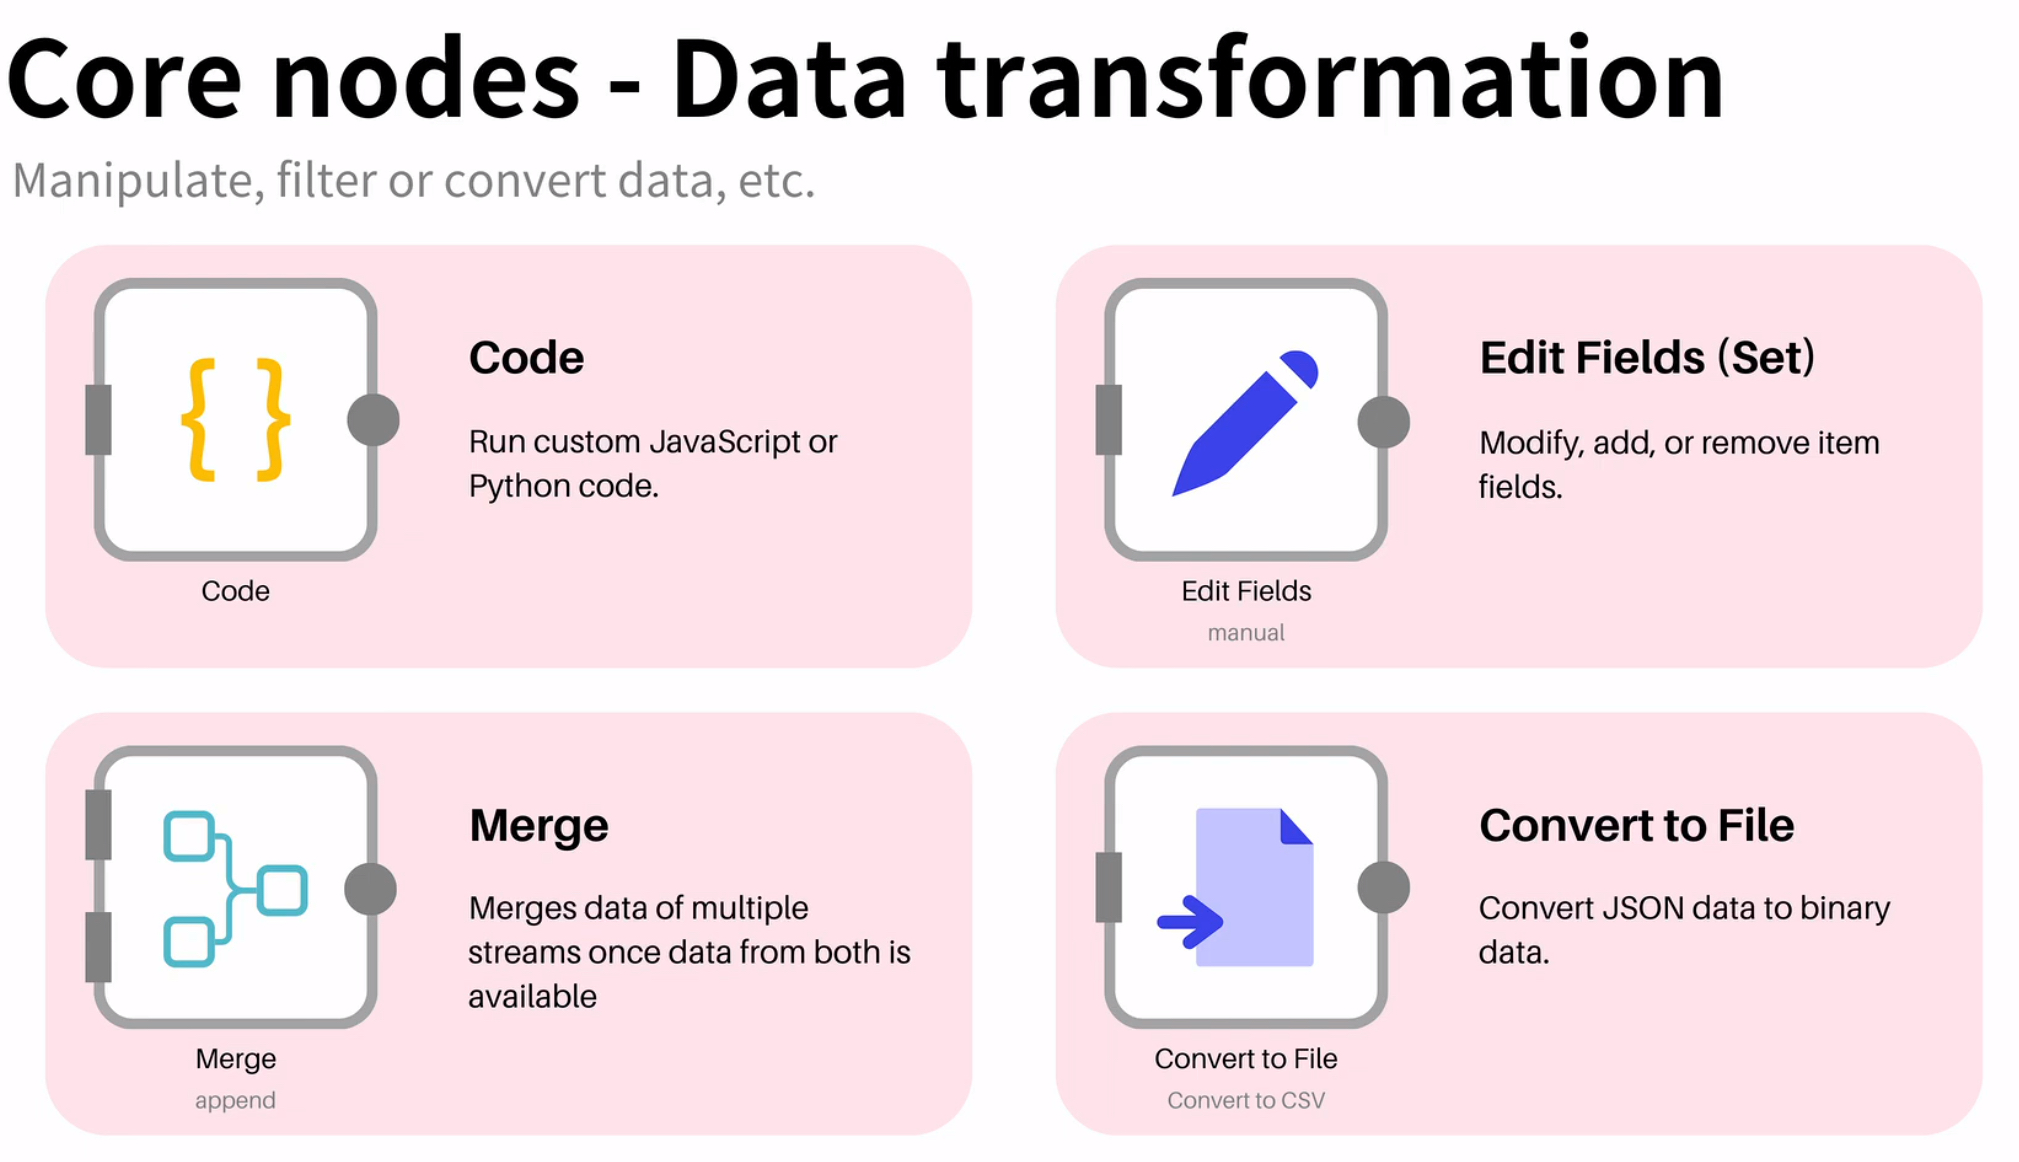 Core nodes - Data transformation
Manipulate, filter or convert data, etc.
Code
Run custom JavaScript or
Python code.
Code
Edit Fields (Set)
Modify, add, or remove item
fields.
Edit Fields
manual
Merge
Merges data of multiple
streams once data from both is
available
Merge
append
Convert to File
Convert JSON data to binary
data.
Convert to File
Convert to CSV